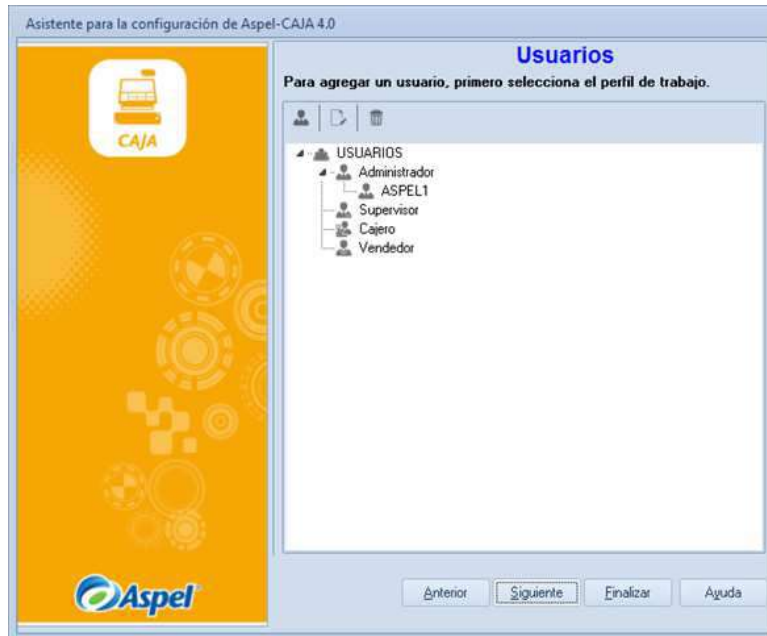 Asistente para la configuración de Aspel-CAJA 4.0
CAJA
Usuarios
Para agregar un usuario, primero selecciona el perfil de trabajo.
USUARIOS
Administrador
ASPEL1
Supervisor
Cajero
Vendedor
Aspel
Anterior
Siguiente
Finalizar
Ayuda